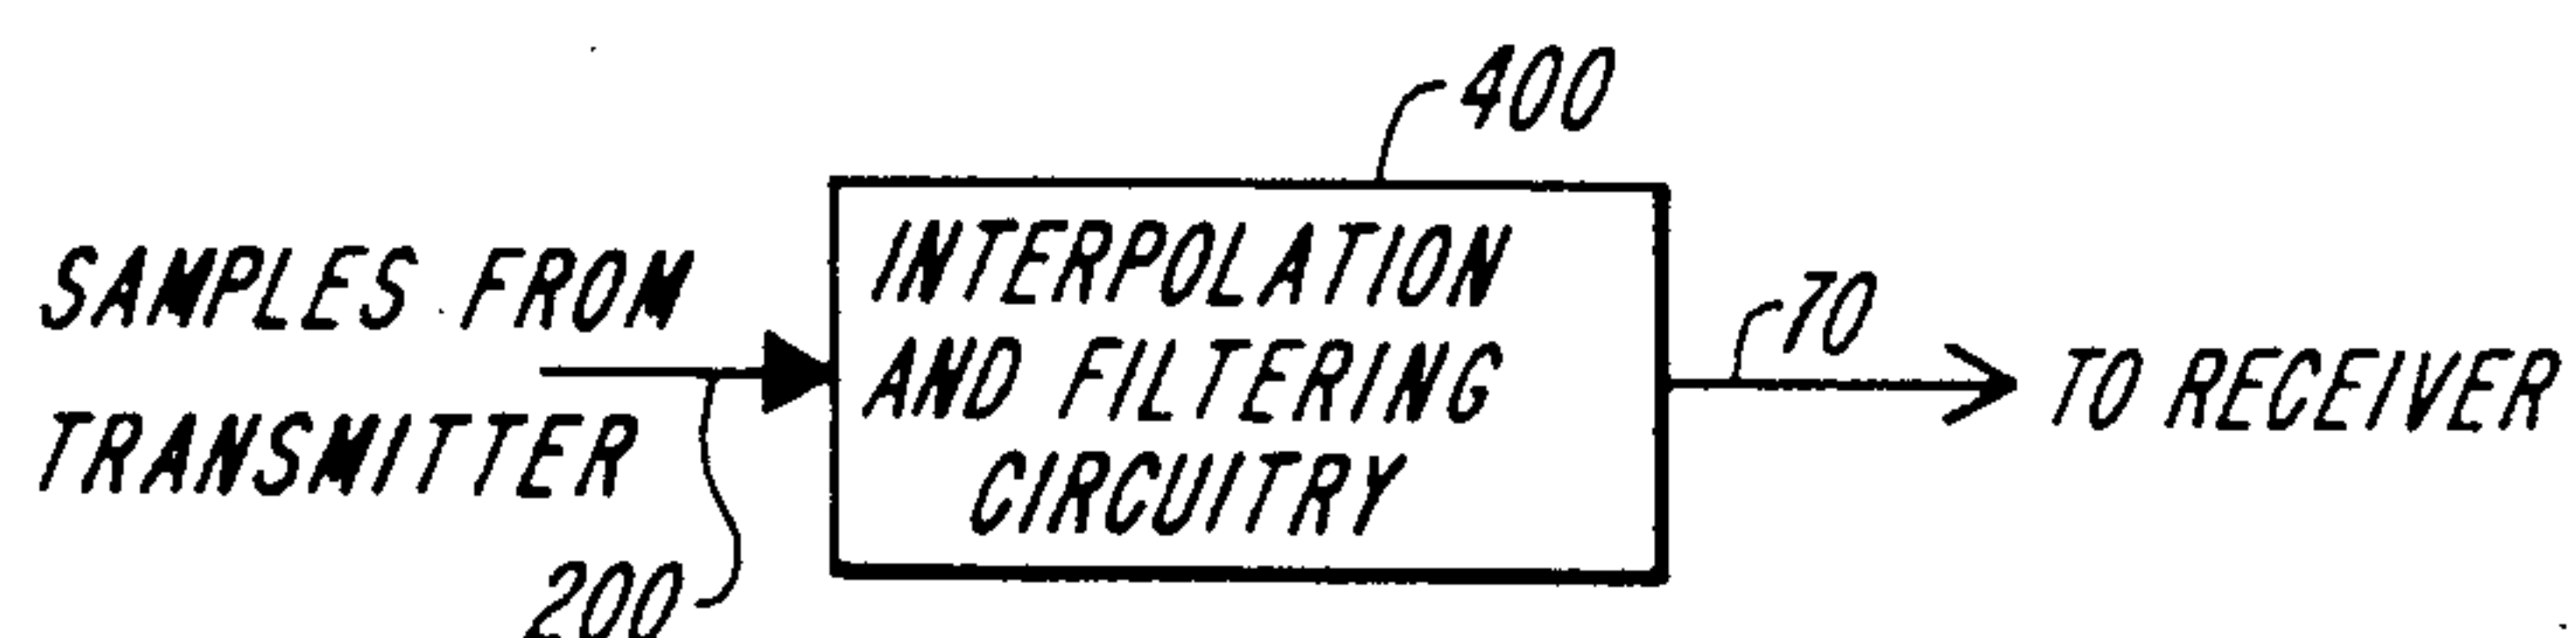 400
SAMPLES FROM
TRANSMITTER
200
INTERPOLATION
AND FILTERING
CIRCUITRY
70
TO RECEIVER